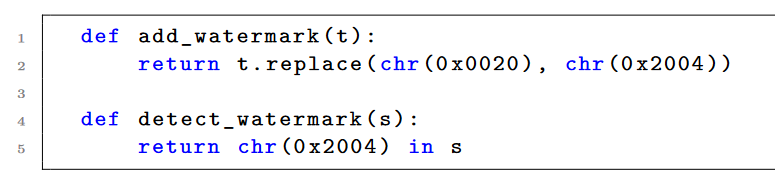 1 def add_watermark(t):
2 return t.replace(chr(0x0020), chr(0x2004))
3
4 def detect_watermark(s):
5 return chr(0x2004) in s